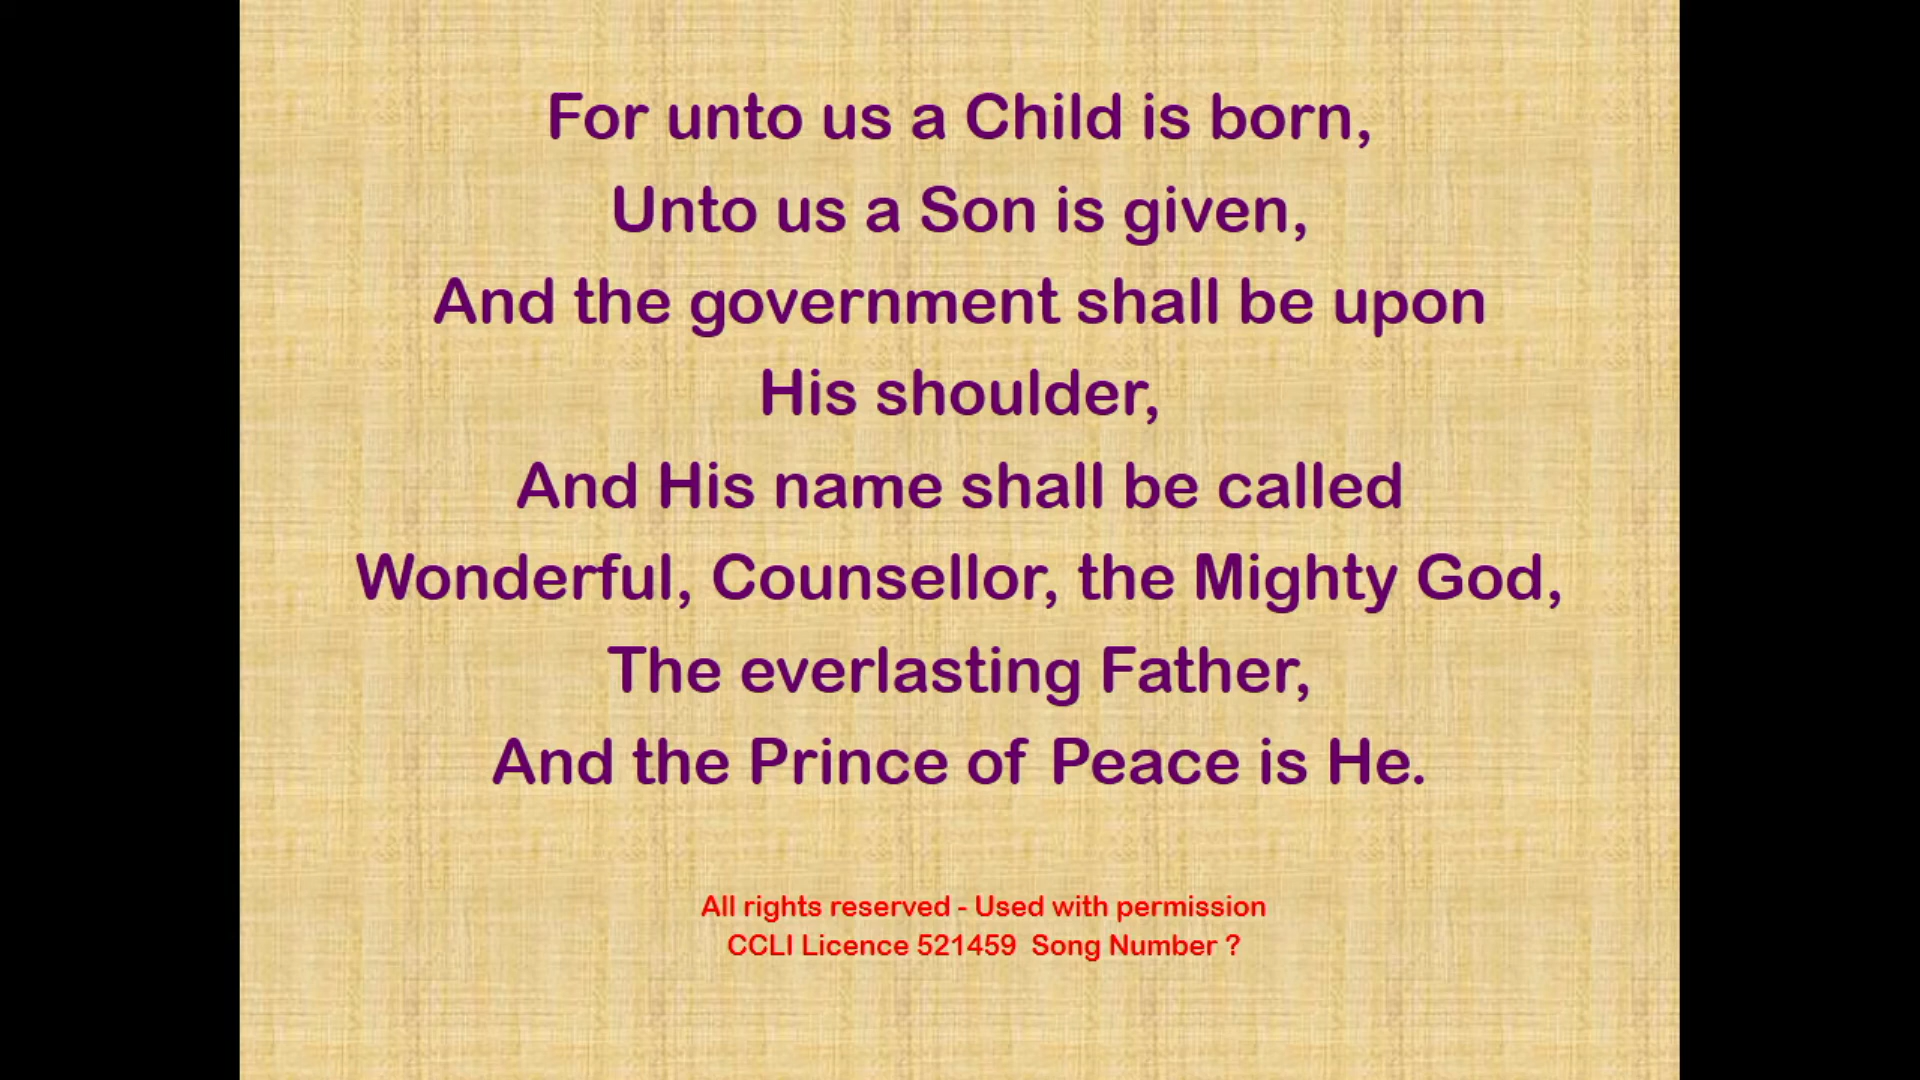 For unto us a Child is born,
Unto us a Son is given,
And the government shall be upon
His shoulder,
And His name shall be called
Wonderful, Counsellor, the Mighty God,
The everlasting Father,
And the Prince of Peace is He.
All rights reserved - Used with permission
CCLI Licence 521459  Song Number ?